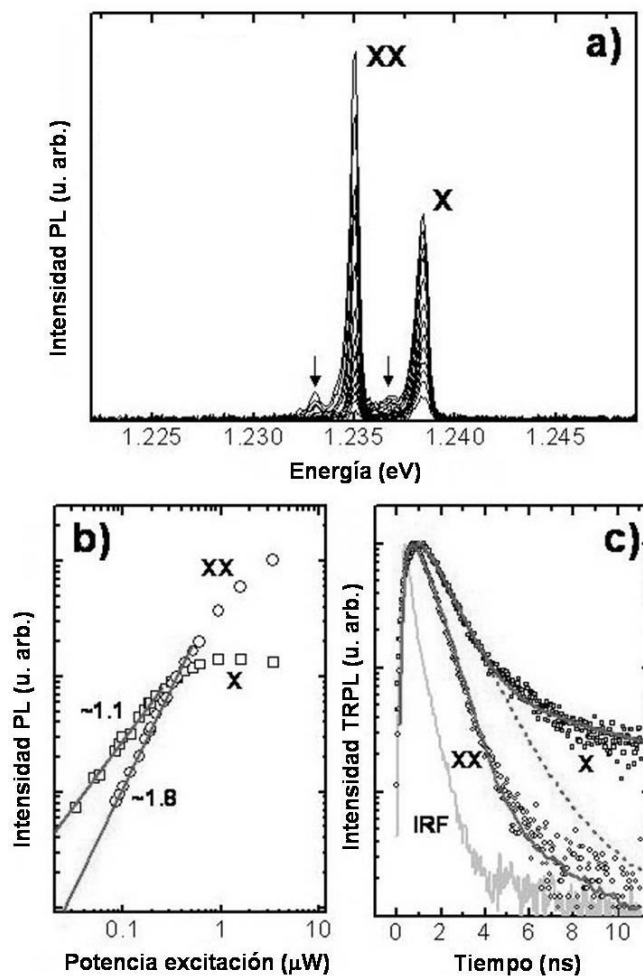 a)
XX
X
Intensidad PL (u. arb.)
1.225 1.230 1.235 1.240 1.245
Energía (eV)
b)
XX
X
~1.1
~1.8
Intensidad PL (u. arb.)
0.1 1 10
Potencia excitación (µW)
c)
XX
X
IRF
Intensidad TRPL (u. arb.)
0 2 4 6 8 10
Tiempo (ns)